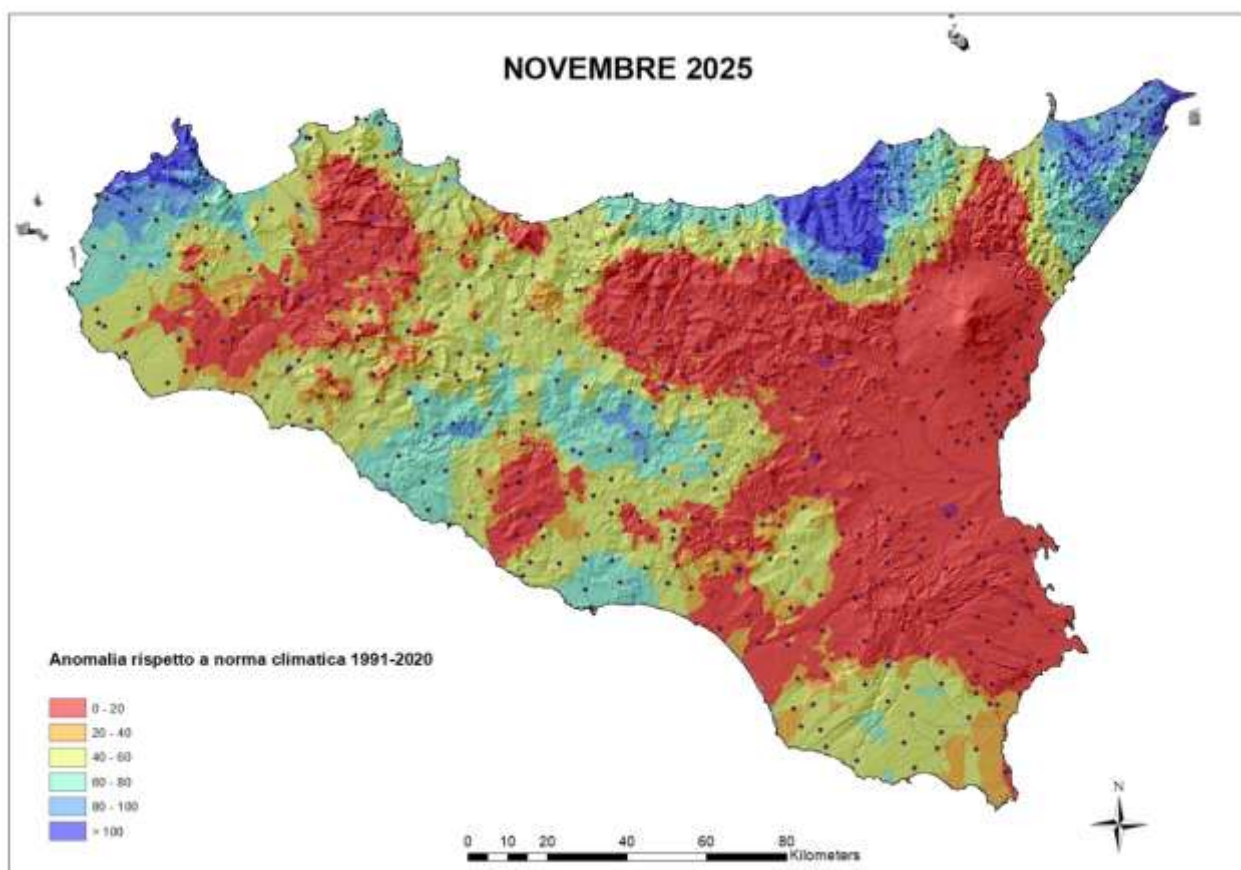 NOVEMBRE 2025
Anomalia rispetto a norma climatica 1991-2020
0 - 20
20 - 40
40 - 60
60 - 80
80 - 100
> 100
N
0 10 20 40 60 80
Kilometers